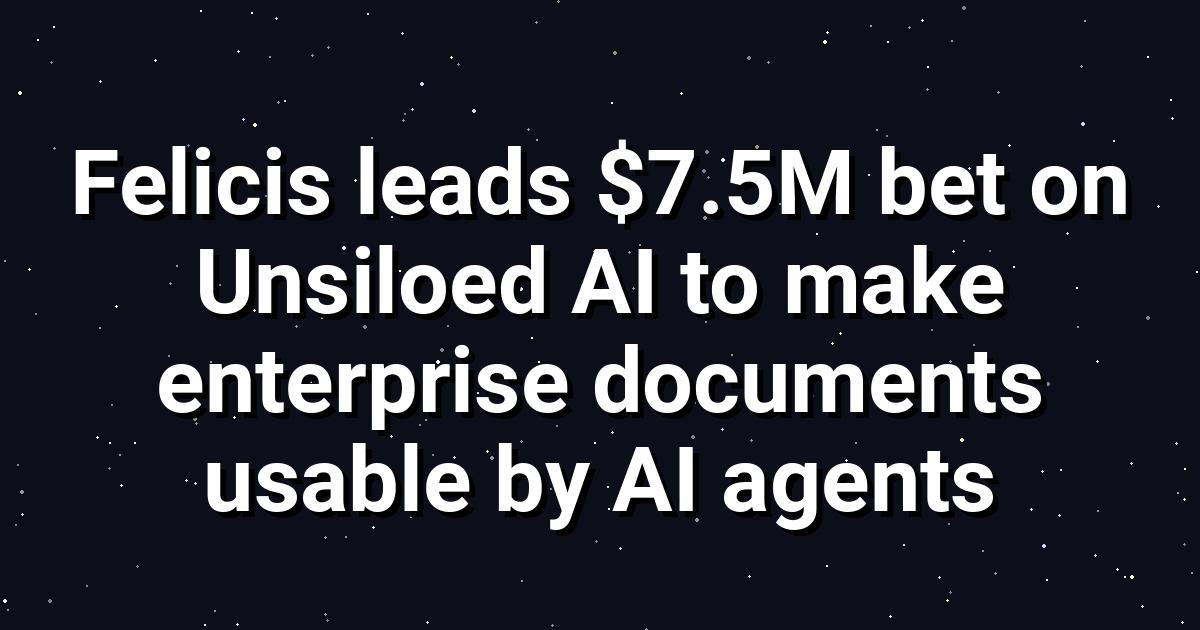 Felicis leads $7.5M bet on
Unsiloed AI to make
enterprise documents
usable by AI agents